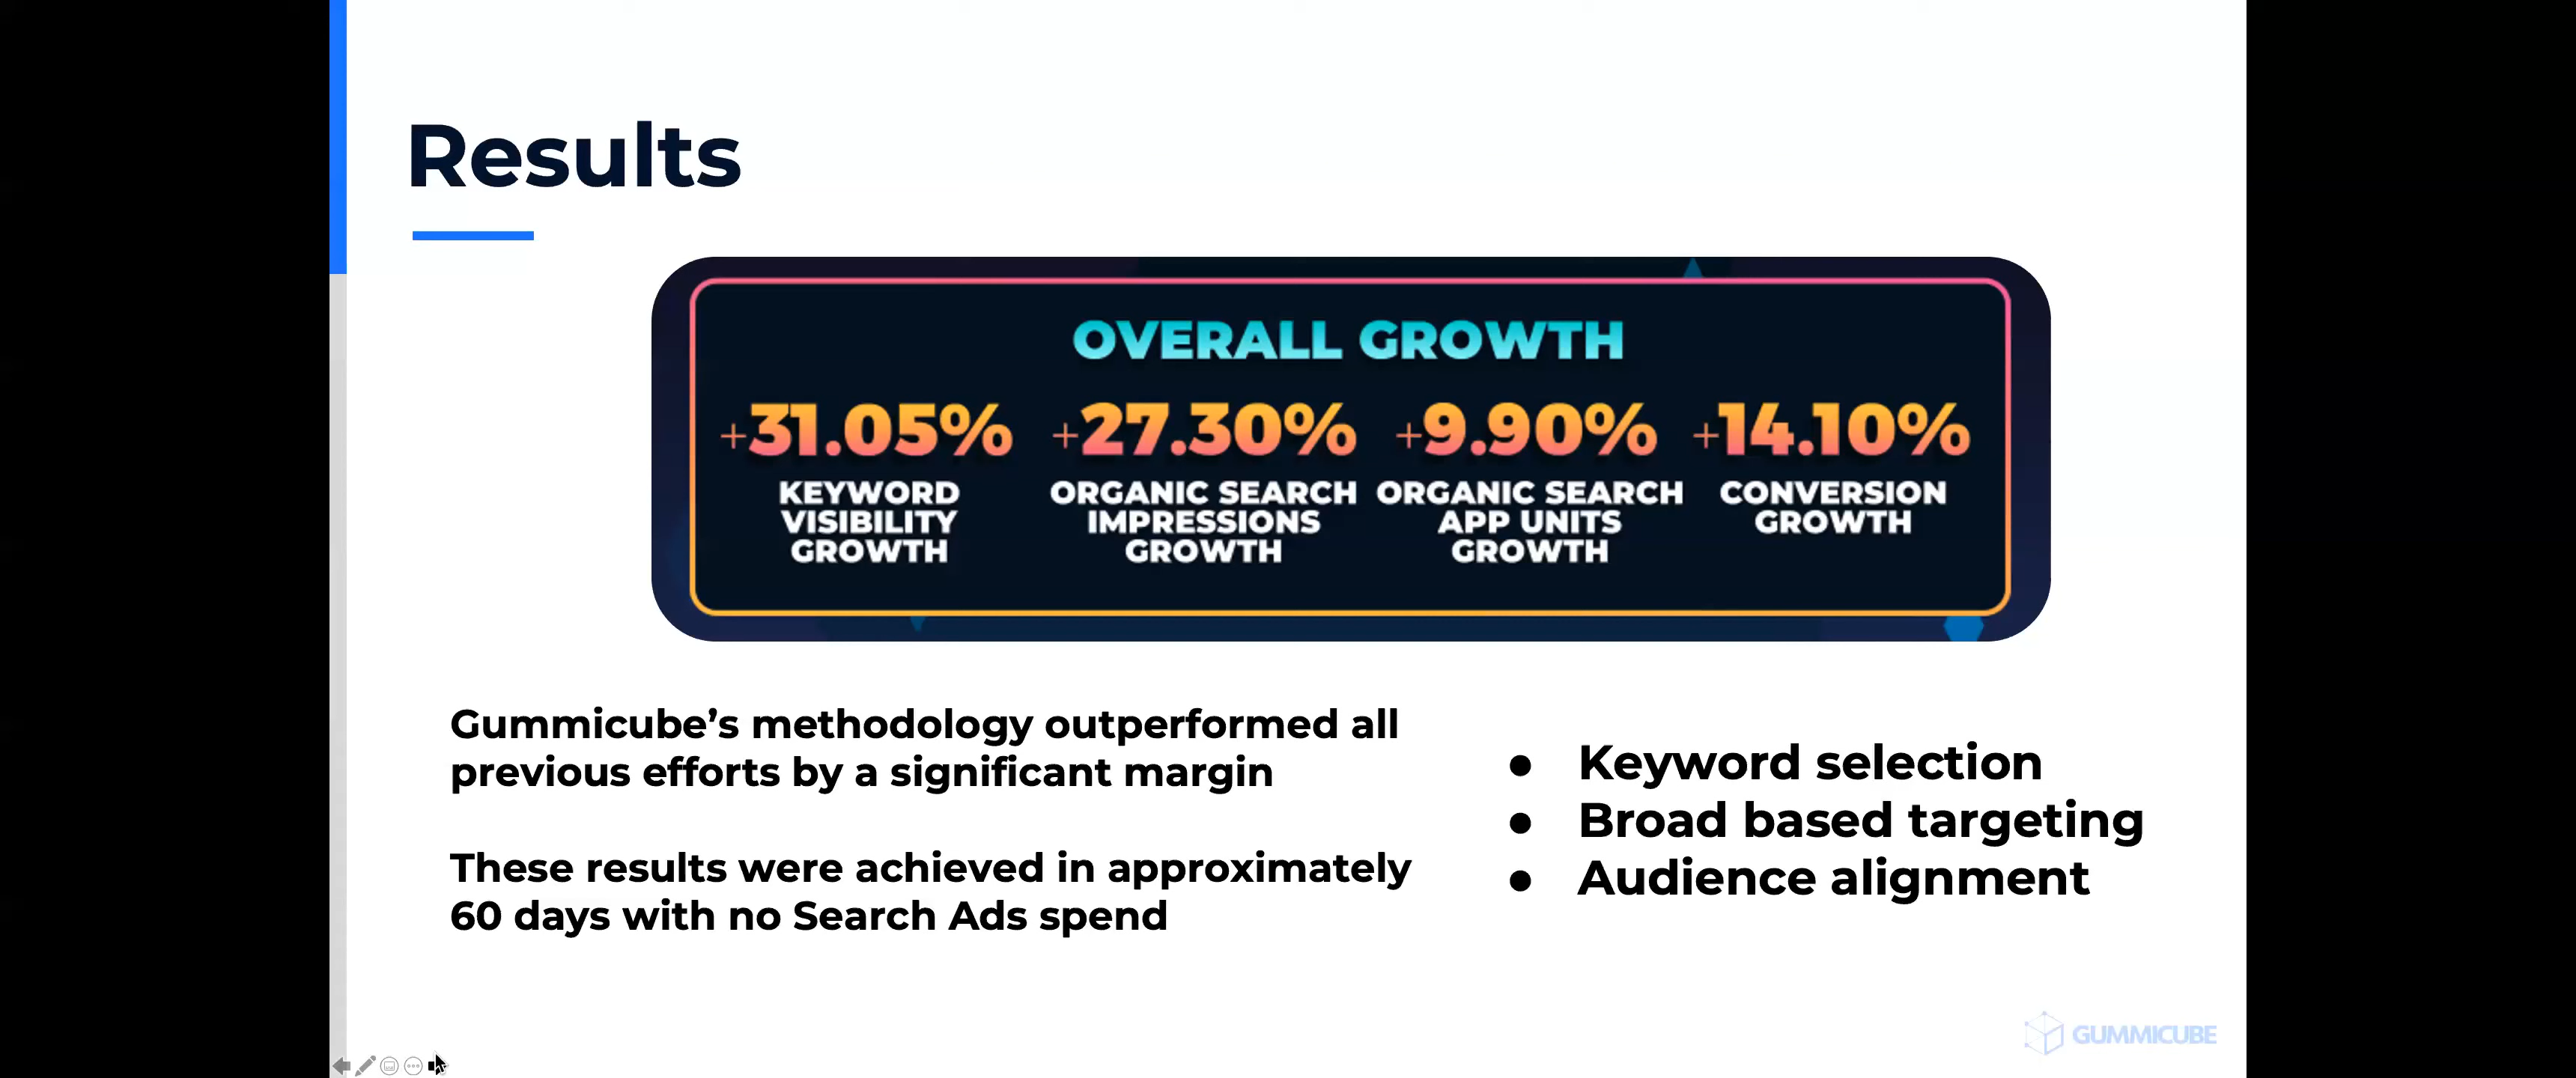 Results
OVERALL GROWTH
+31.05%
KEYWORD
VISIBILITY
GROWTH
+27.30%
ORGANIC SEARCH
IMPRESSIONS
GROWTH
+9.90%
ORGANIC SEARCH
APP UNITS
GROWTH
+14.10%
CONVERSION
GROWTH
Gummicube’s methodology outperformed all
previous efforts by a significant margin
These results were achieved in approximately
60 days with no Search Ads spend
● Keyword selection
● Broad based targeting
● Audience alignment
GUMMICUBE